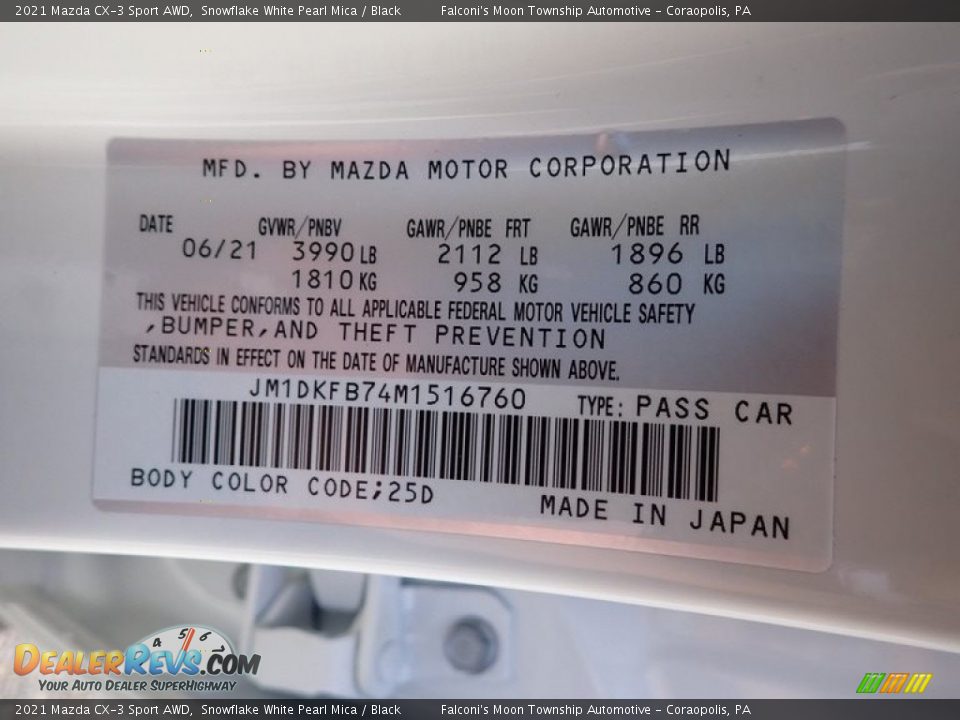 2021 Mazda CX-3 Sport AWD, Snowflake White Pearl Mica / Black Falconi's Moon Township Automotive - Coraopolis, PA
MFD. BY MAZDA MOTOR CORPORATION
DATE GVWR/PNBV GAWR/PNBE FRT GAWR/PNBE RR
06/21 3990 LB 2112 LB 1896 LB
1810 KG 958 KG 860 KG
THIS VEHICLE CONFORMS TO ALL APPLICABLE FEDERAL MOTOR VEHICLE SAFETY
,BUMPER,AND THEFT PREVENTION
STANDARDS IN EFFECT ON THE DATE OF MANUFACTURE SHOWN ABOVE.
JM1DKFB74M1516760 TYPE: PASS CAR
BODY COLOR CODE;25D
MADE IN JAPAN
4 5 6
DEALERREVS.COM
YOUR AUTO DEALER SUPERHIGHWAY
2021 Mazda CX-3 Sport AWD, Snowflake White Pearl Mica / Black Falconi's Moon Township Automotive - Coraopolis, PA